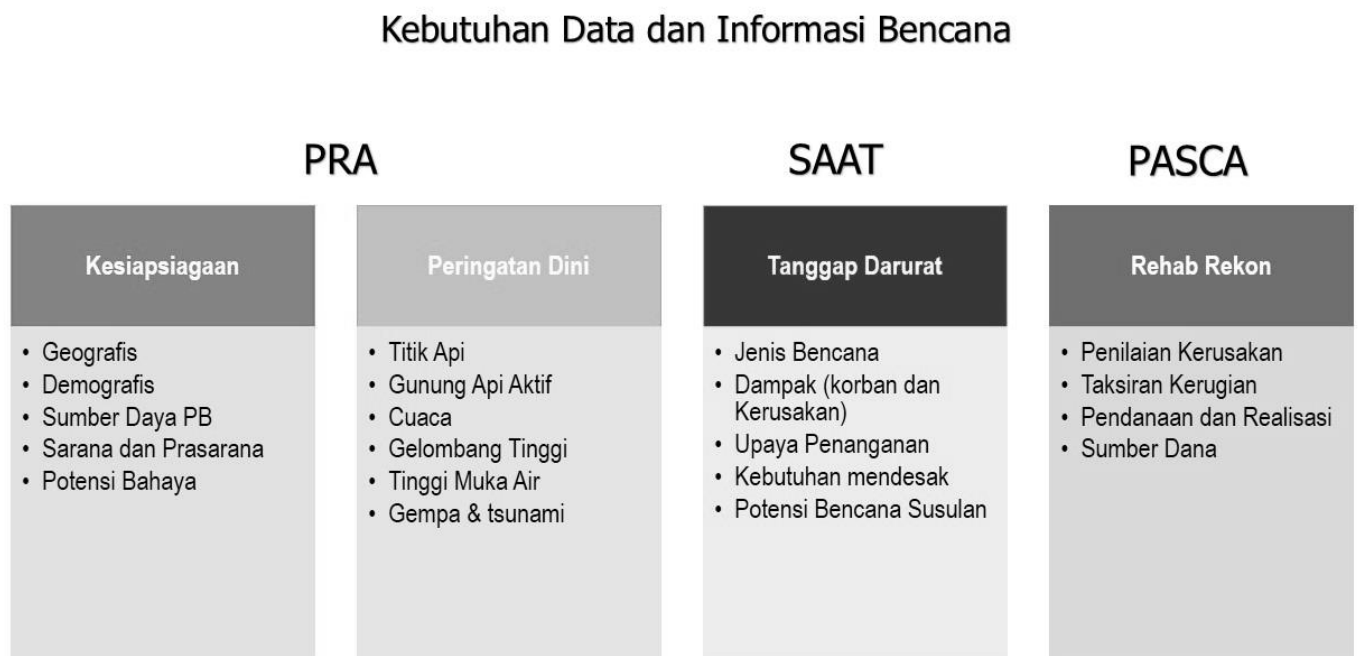 Kebutuhan Data dan Informasi Bencana
PRA
SAAT
PASCA
Kesiapsiagaan
• Geografis
• Demografis
• Sumber Daya PB
• Sarana dan Prasarana
• Potensi Bahaya
Peringatan Dini
• Titik Api
• Gunung Api Aktif
• Cuaca
• Gelombang Tinggi
• Tinggi Muka Air
• Gempa & tsunami
Tanggap Darurat
• Jenis Bencana
• Dampak (korban dan
Kerusakan)
• Upaya Penanganan
• Kebutuhan mendesak
• Potensi Bencana Susulan
Rehab Rekon
• Penilaian Kerusakan
• Taksiran Kerugian
• Pendanaan dan Realisasi
• Sumber Dana